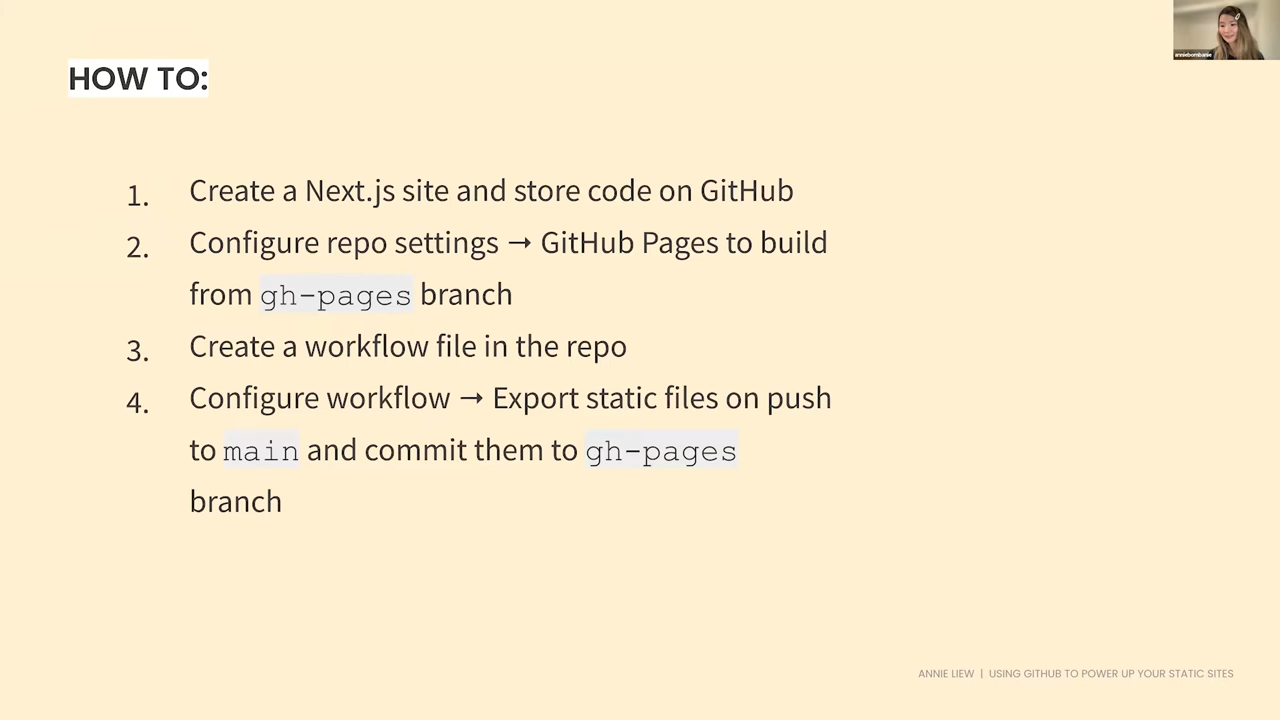 anniebombanie
HOW TO:
1. Create a Next.js site and store code on GitHub
2. Configure repo settings → GitHub Pages to build
from gh-pages branch
3. Create a workflow file in the repo
4. Configure workflow → Export static files on push
to main and commit them to gh-pages
branch
ANNIE LIEW | USING GITHUB TO POWER UP YOUR STATIC SITES